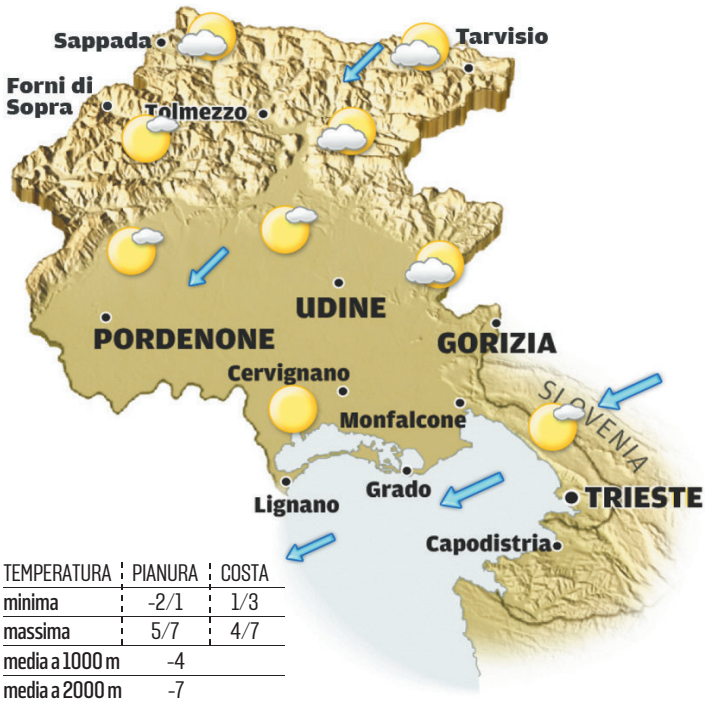 Sappada
Tarvisio
Forni di
Sopra
Tolmezzo
UDINE
PORDENONE
GORIZIA
Cervignano
SLOVENIA
Monfalcone
Grado
Lignano
TRIESTE
Capodistria
TEMPERATURA PIANURA COSTA
minima -2/1 1/3
massima 5/7 4/7
media a 1000 m -4
media a 2000 m -7